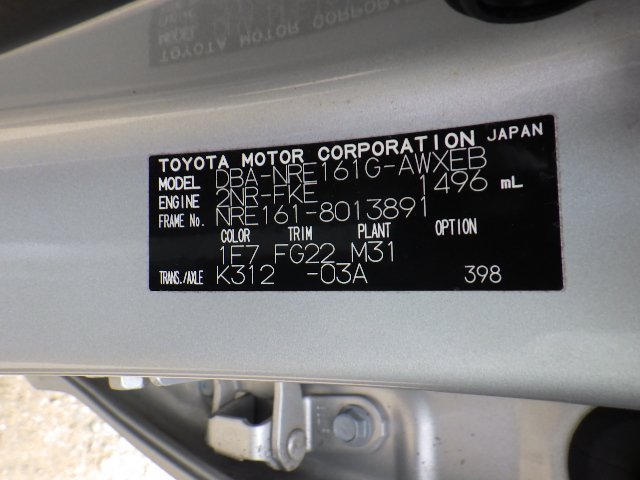 TOYOTA MOTOR CORPORATION JAPAN
MODEL DBA-NRE161G-AWXEB
ENGINE 2NR-FKE 1496 mL
FRAME No. NRE161-8013891
COLOR TRIM PLANT OPTION
1E7 FG22 M31
TRANS./AXLE K312 -03A 398